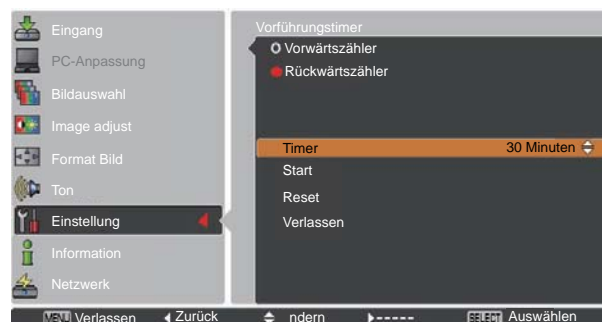 Eingang
PC-Anpassung
Bildauswahl
Image adjust
Format Bild
Ton
Einstellung
Information
Netzwerk
Vorführungstimer
Vorwärtszähler
Rückwärtszähler
Timer 30 Minuten
Start
Reset
Verlassen
MENU Verlassen Zurück ndern ----- SELECT Auswählen